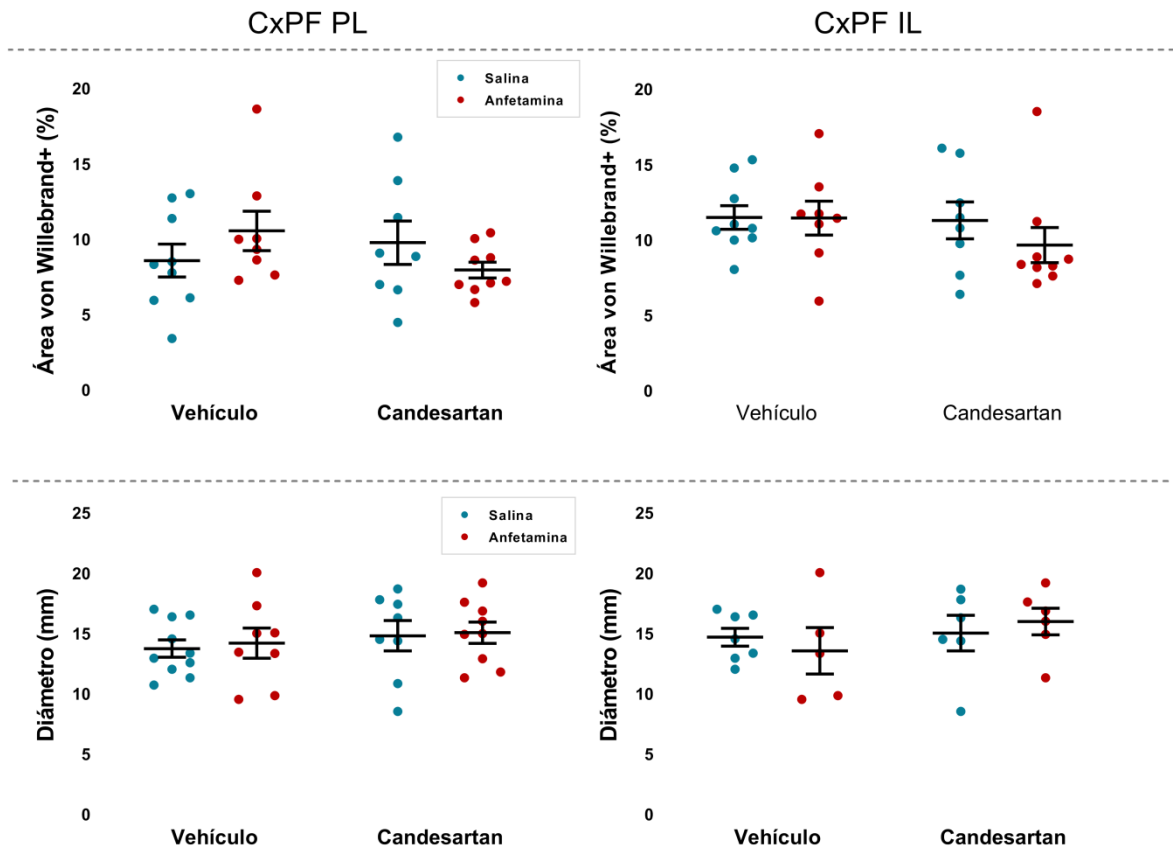 CxPF PL
CxPF IL
Área von Willebrand+ (%)
20
15
10
5
0
Salina
Anfetamina
Vehículo
Candesartan
Área von Willebrand+ (%)
20
15
10
5
0
Vehículo
Candesartan
Diámetro (mm)
25
20
15
10
5
0
Salina
Anfetamina
Vehículo
Candesartan
Diámetro (mm)
25
20
15
10
5
0
Vehículo
Candesartan